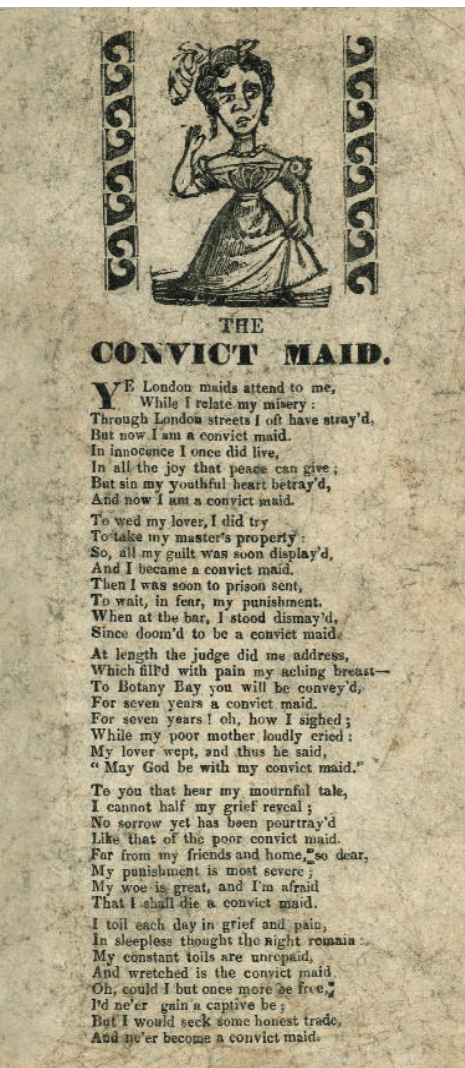 THE
CONVICT MAID.
YE London maids attend to me,
While I relate my misery :
Through London streets I oft have stray'd,
But now I am a convict maid.
In innocence I once did live,
In all the joy that peace can give ;
But sin my youthful heart betray'd,
And now I am a convict maid.
To wed my lover, I did try
To take my master's property :
So, all my guilt was soon display'd,
And I became a convict maid.
Then I was soon to prison sent,
To wait, in fear, my punishment.
When at the bar, I stood dismay'd,
Since doom'd to be a convict maid.
At length the judge did me address,
Which fill'd with pain my aching breast—
To Botany Bay you will be convey'd,
For seven years a convict maid.
For seven years ! oh, how I sighed ;
While my poor mother loudly cried :
My lover wept, and thus he said,
“ May God be with my convict maid.”
To you that hear my mournful tale,
I cannot half my grief reveal ;
No sorrow yet has been pourtray'd
Like that of the poor convict maid.
Far from my friends and home, so dear,
My punishment is most severe ;
My woe is great, and I'm afraid
That I shall die a convict maid.
I toil each day in grief and pain,
In sleepless thought the night remain :
My constant toils are unrepaid,
And wretched is the convict maid.
Oh, could I but once more be free,
I'd ne'er gain a captive be ;
But I would seek some honest trade,
And ne'er become a convict maid.